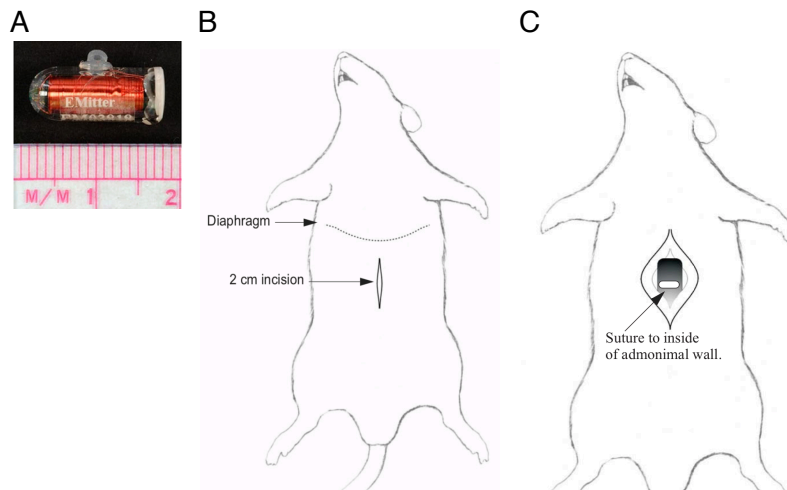 A
B
C
EMitter
M/M 1 2
Diaphragm
2 cm incision
Suture to inside
of admonimal wall.